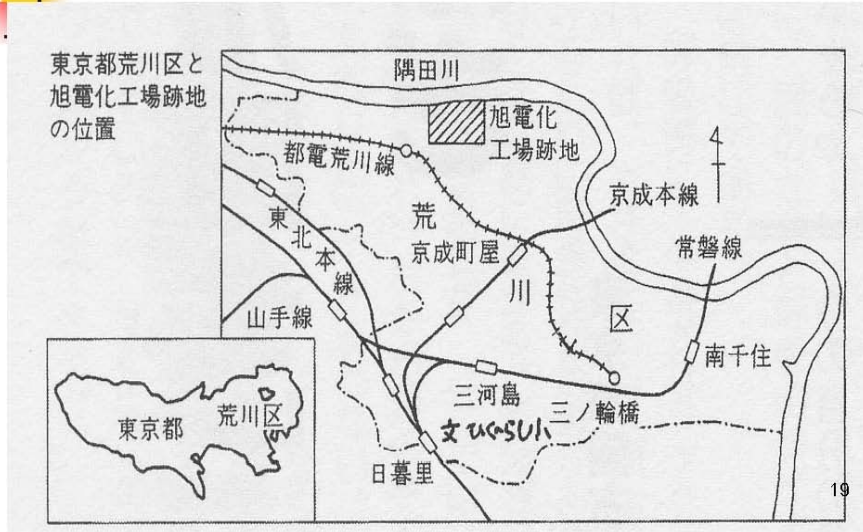 東京都荒川区と
旭電化工場跡地
の位置
隅田川
旭電化
工場跡地
都電荒川線
荒
川
区
京成本線
京成町屋
常磐線
東北本線
山手線
南千住
三河島
三ノ輪橋
文 ひぐらし小
日暮里
東京都
荒川区
19